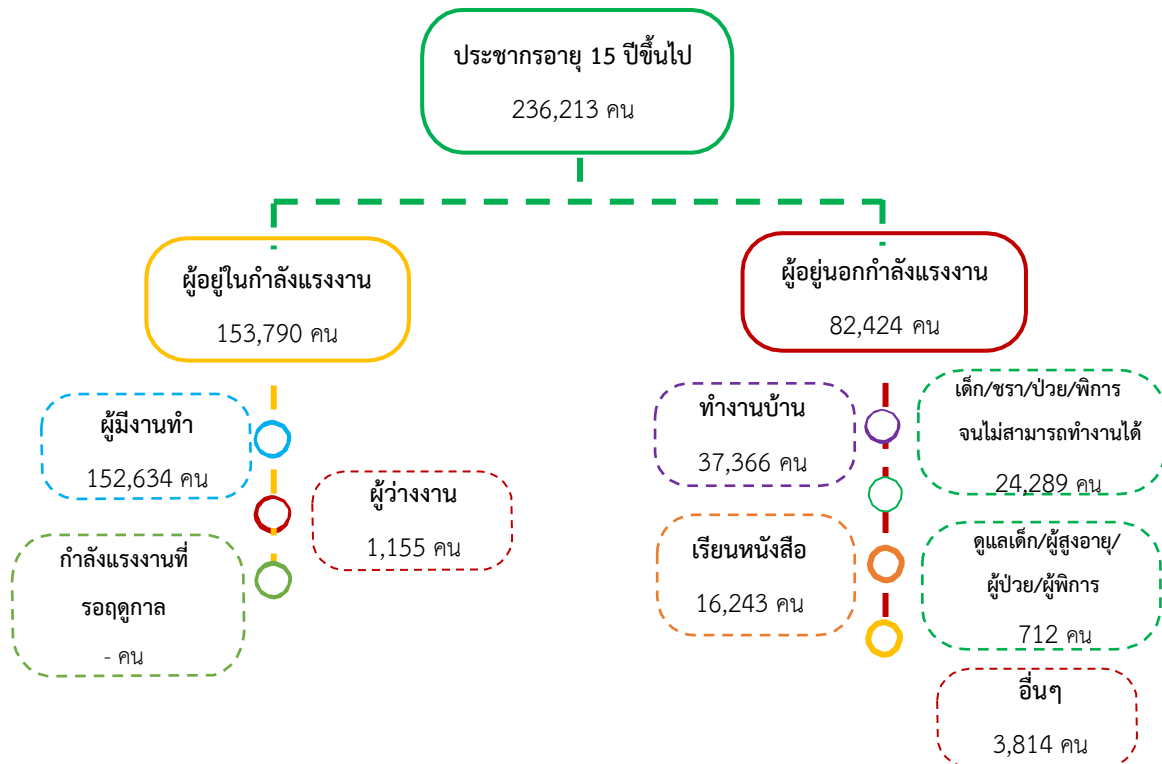 ประชากรอายุ 15 ปีขึ้นไป
236,213 คน
ผู้อยู่ในกำลังแรงงาน
153,790 คน
ผู้มีงานทำ
152,634 คน
ผู้ว่างงาน
1,155 คน
กำลังแรงงานที่
รอฤดูกาล
- คน
ผู้อยู่นอกกำลังแรงงาน
82,424 คน
ทำงานบ้าน
37,366 คน
เด็ก/ชรา/ป่วย/พิการ
จนไม่สามารถทำงานได้
24,289 คน
เรียนหนังสือ
16,243 คน
ดูแลเด็ก/ผู้สูงอายุ/
ผู้ป่วย/ผู้พิการ
712 คน
อื่นๆ
3,814 คน